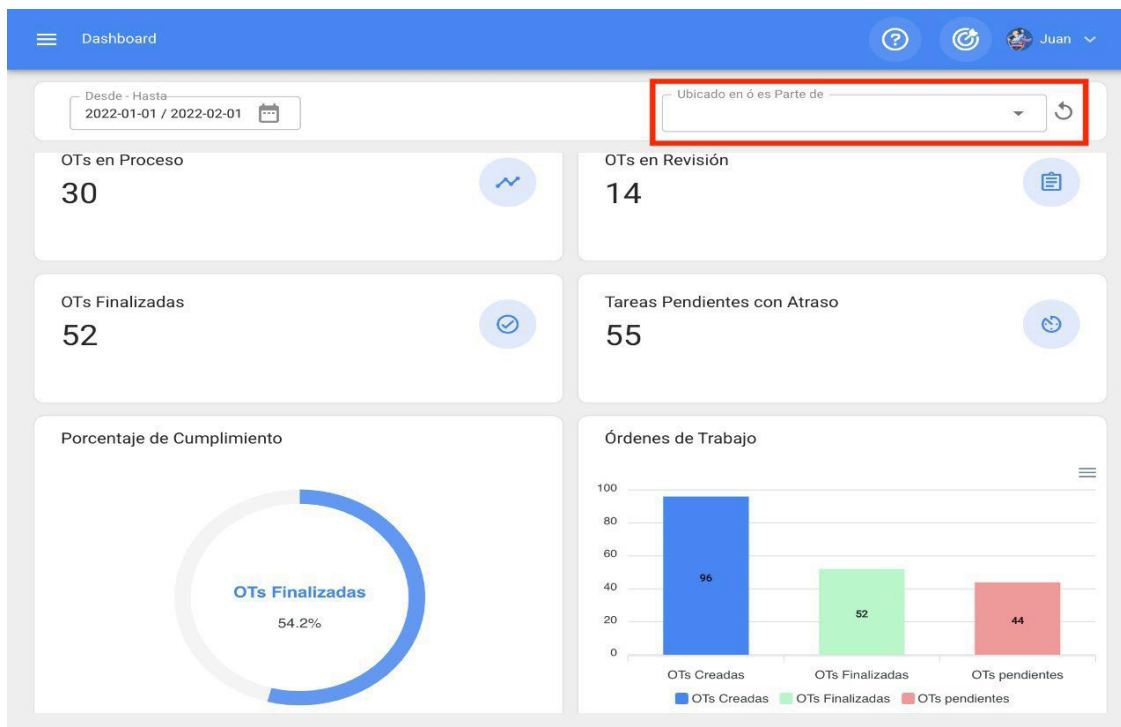 Dashboard
Juan
Desde - Hasta
2022-01-01 / 2022-02-01
Ubicado en ó es Parte de
OTs en Proceso
30
OTs en Revisión
14
OTs Finalizadas
52
Tareas Pendientes con Atraso
55
Porcentaje de Cumplimiento
OTs Finalizadas
54.2%
Órdenes de Trabajo
100
80
60
40
20
0
96
52
44
OTs Creadas OTs Finalizadas OTs pendientes
OTs Creadas OTs Finalizadas OTs pendientes